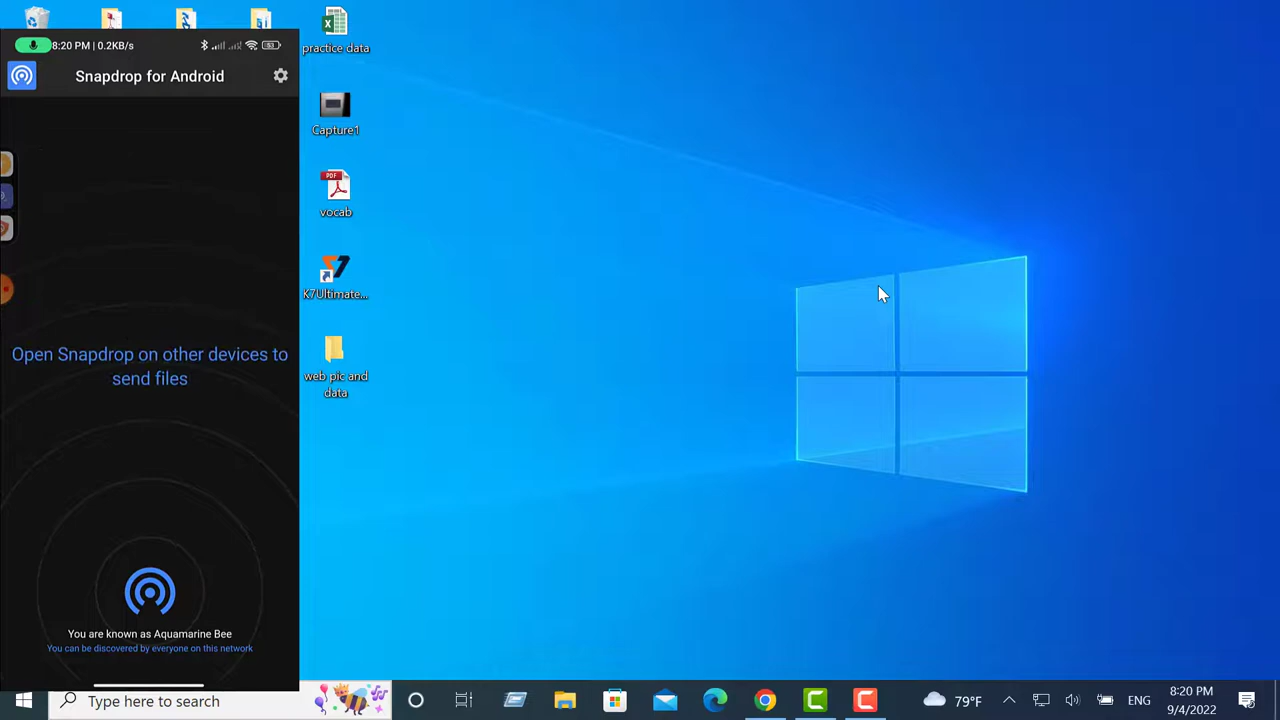 8:20 PM | 0.2KB/s
53
Snapdrop for Android
Open Snapdrop on other devices to
send files
You are known as Aquamarine Bee
You can be discovered by everyone on this network
practice data
Capture1
PDF
vocab
K7Ultimate...
web pic and
data
Type here to search
79°F
ENG
8:20 PM
9/4/2022